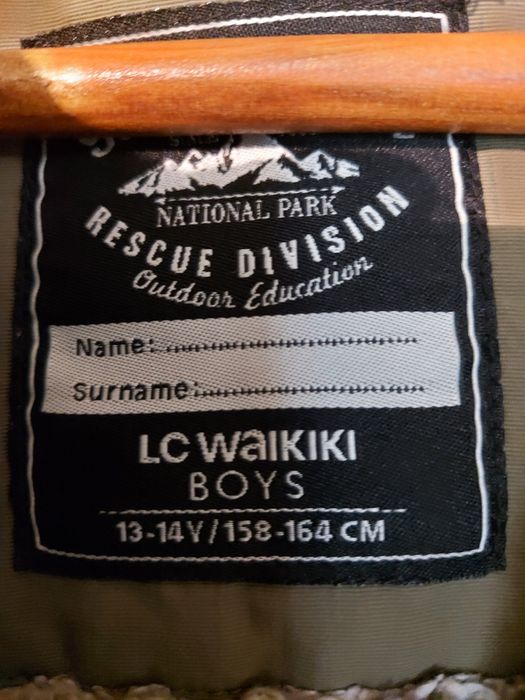 NATIONAL PARK
RESCUE DIVISION
Outdoor Education
Name:
Surname:
LC WAIKIKI
BOYS
13-14Y/158-164 CM